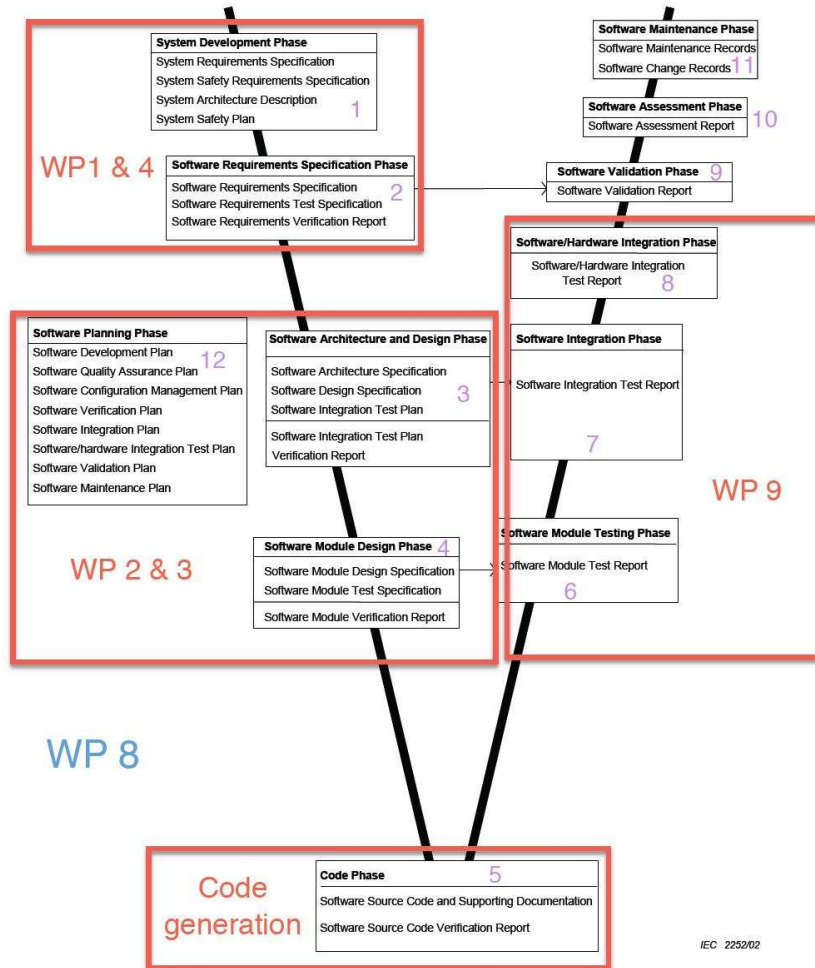 System Development Phase
System Requirements Specification
System Safety Requirements Specification
System Architecture Description
System Safety Plan
1
WP1 & 4
Software Requirements Specification Phase
Software Requirements Specification
Software Requirements Test Specification
Software Requirements Verification Report
2
Software Maintenance Phase
Software Maintenance Records
Software Change Records
11
Software Assessment Phase
Software Assessment Report
10
Software Validation Phase
9
Software Validation Report
Software/Hardware Integration Phase
Software/Hardware Integration
Test Report
8
Software Planning Phase
Software Development Plan
12
Software Quality Assurance Plan
Software Configuration Management Plan
Software Verification Plan
Software Integration Plan
Software/hardware Integration Test Plan
Software Validation Plan
Software Maintenance Plan
Software Architecture and Design Phase
Software Architecture Specification
Software Design Specification
3
Software Integration Test Plan
Software Integration Test Plan
Verification Report
Software Integration Phase
Software Integration Test Report
7
WP 9
WP 2 & 3
Software Module Design Phase
4
Software Module Design Specification
Software Module Test Specification
Software Module Verification Report
Software Module Testing Phase
Software Module Test Report
6
WP 8
Code
generation
Code Phase
5
Software Source Code and Supporting Documentation
Software Source Code Verification Report
IEC 2252/02